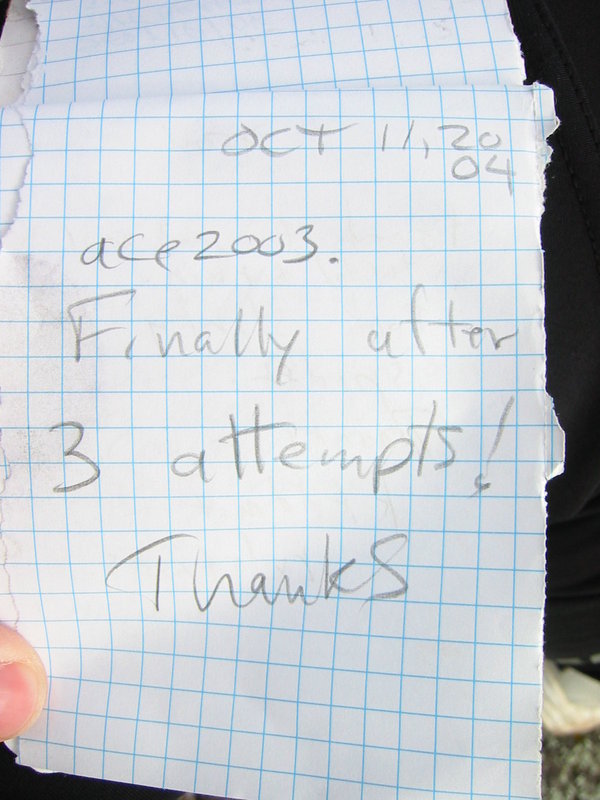 OCT 11, 20
04
ace2003.
Finally after
3 attempts!
Thanks